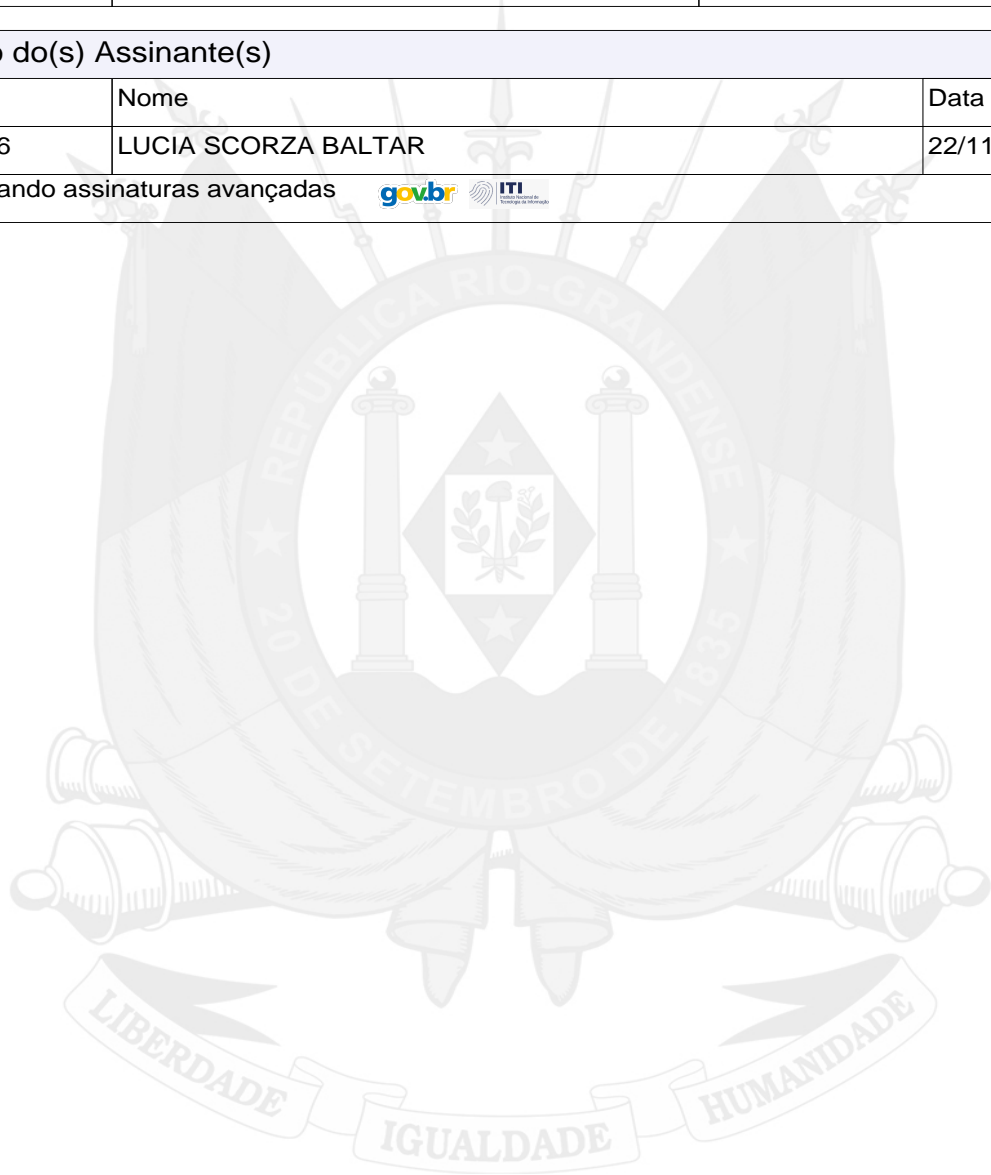 o do(s) Assinante(s)
Nome Data
6 LUCIA SCORZA BALTAR 22/11
ando assinaturas avançadas gov.br ITI
REPÚBLICA RIO-GRANDENSE
20 DE SETEMBRO DE 1835
LIBERDADE IGUALDADE HUMANIDADE